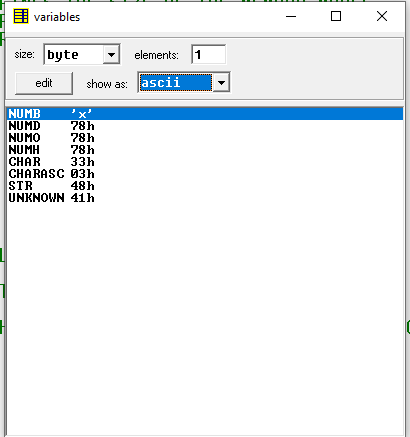 variables
size: byte elements: 1
edit show as: ascii
NUMB 'x'
NUMD 78h
NUMO 78h
NUMH 78h
CHAR 33h
CHARASC 03h
STR 48h
UNKNOWN 41h